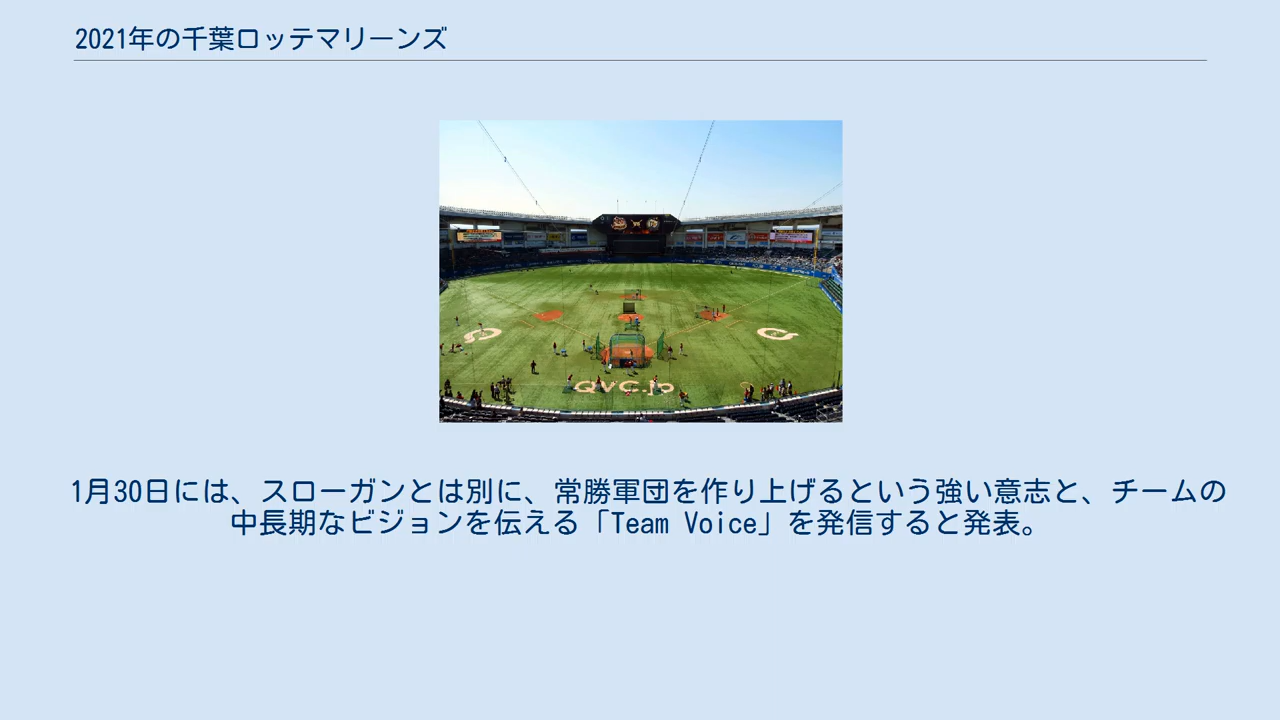 2021年の千葉ロッテマリーンズ
QVC.jp
1月30日には、スローガンとは別に、常勝軍団を作り上げるという強い意志と、チームの
中長期なビジョンを伝える「Team Voice」を発信すると発表。